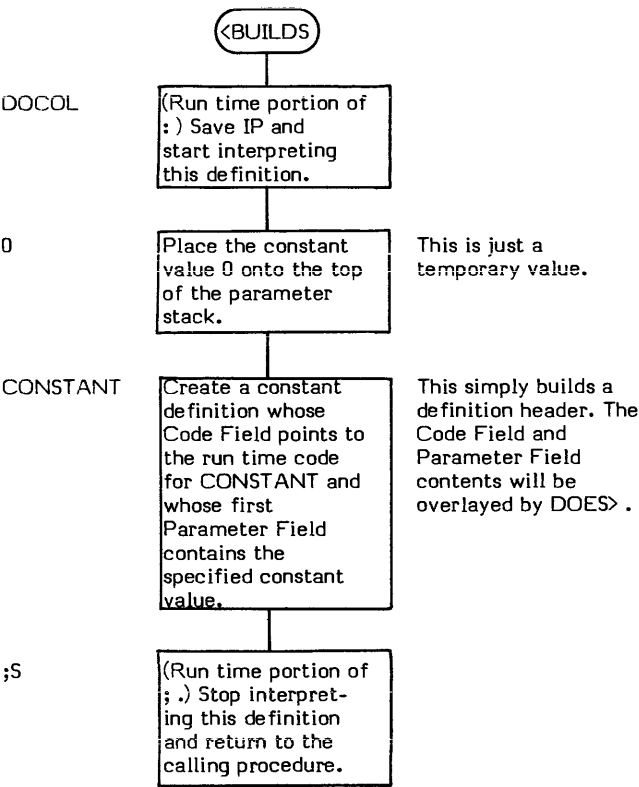 <BUILDS
DOCOL
(Run time portion of
: ) Save IP and
start interpreting
this definition.
0
Place the constant
value 0 onto the top
of the parameter
stack.
This is just a
temporary value.
CONSTANT
Create a constant
definition whose
Code Field points to
the run time code
for CONSTANT and
whose first
Parameter Field
contains the
specified constant
value.
This simply builds a
definition header. The
Code Field and
Parameter Field
contents will be
overlayed by DOES> .
;S
(Run time portion of
; .) Stop interpret-
ing this definition
and return to the
calling procedure.